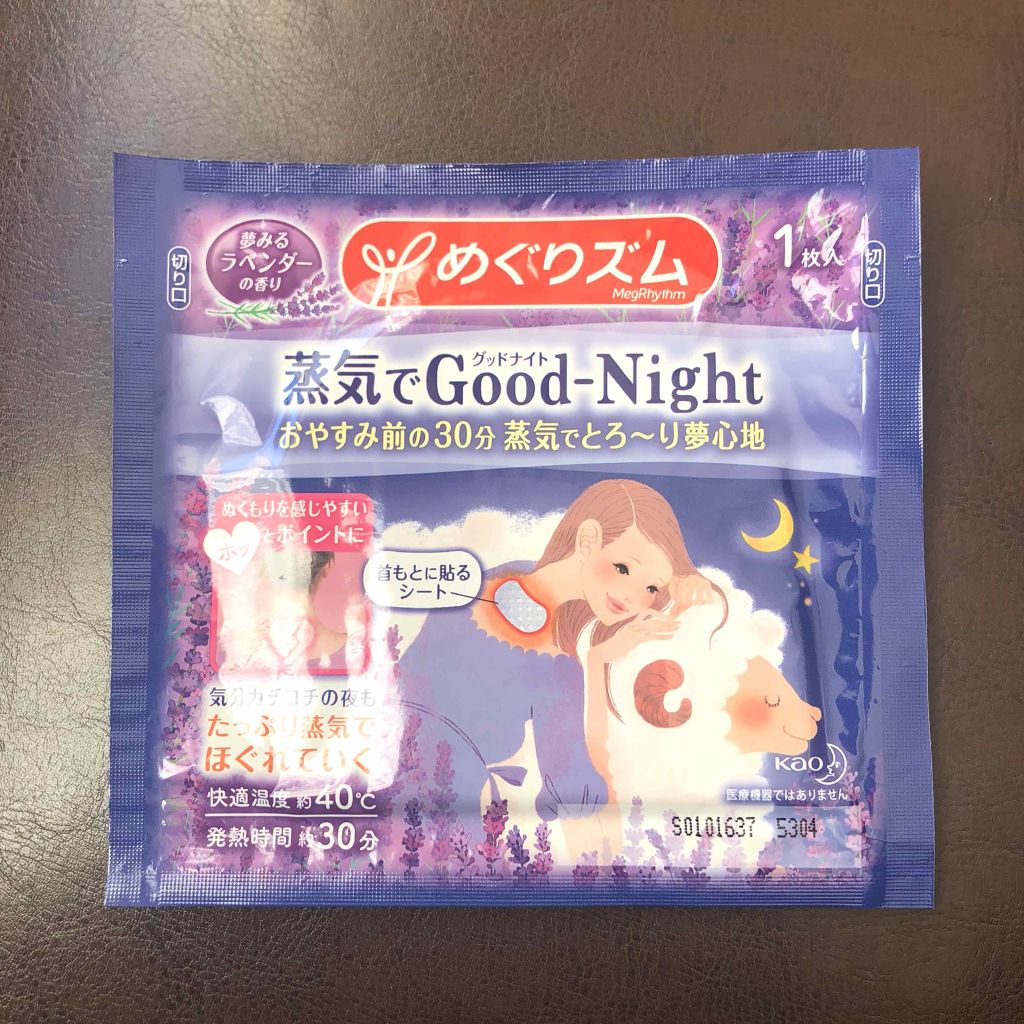 夢みる
ラベンダー
の香り
めぐりズム
MegRhythm
1枚入
切り口
切り口
グッドナイト
蒸気でGood-Night
おやすみ前の30分 蒸気でとろ〜り夢心地
ぬくもりを感じやすい
ホッとポイントに
首もとに貼る
シート
気分カチコチの夜も
たっぷり蒸気で
ほぐれていく
快適温度 約40℃
発熱時間 約30分
Kao
医療機器ではありません
S0101637 5304